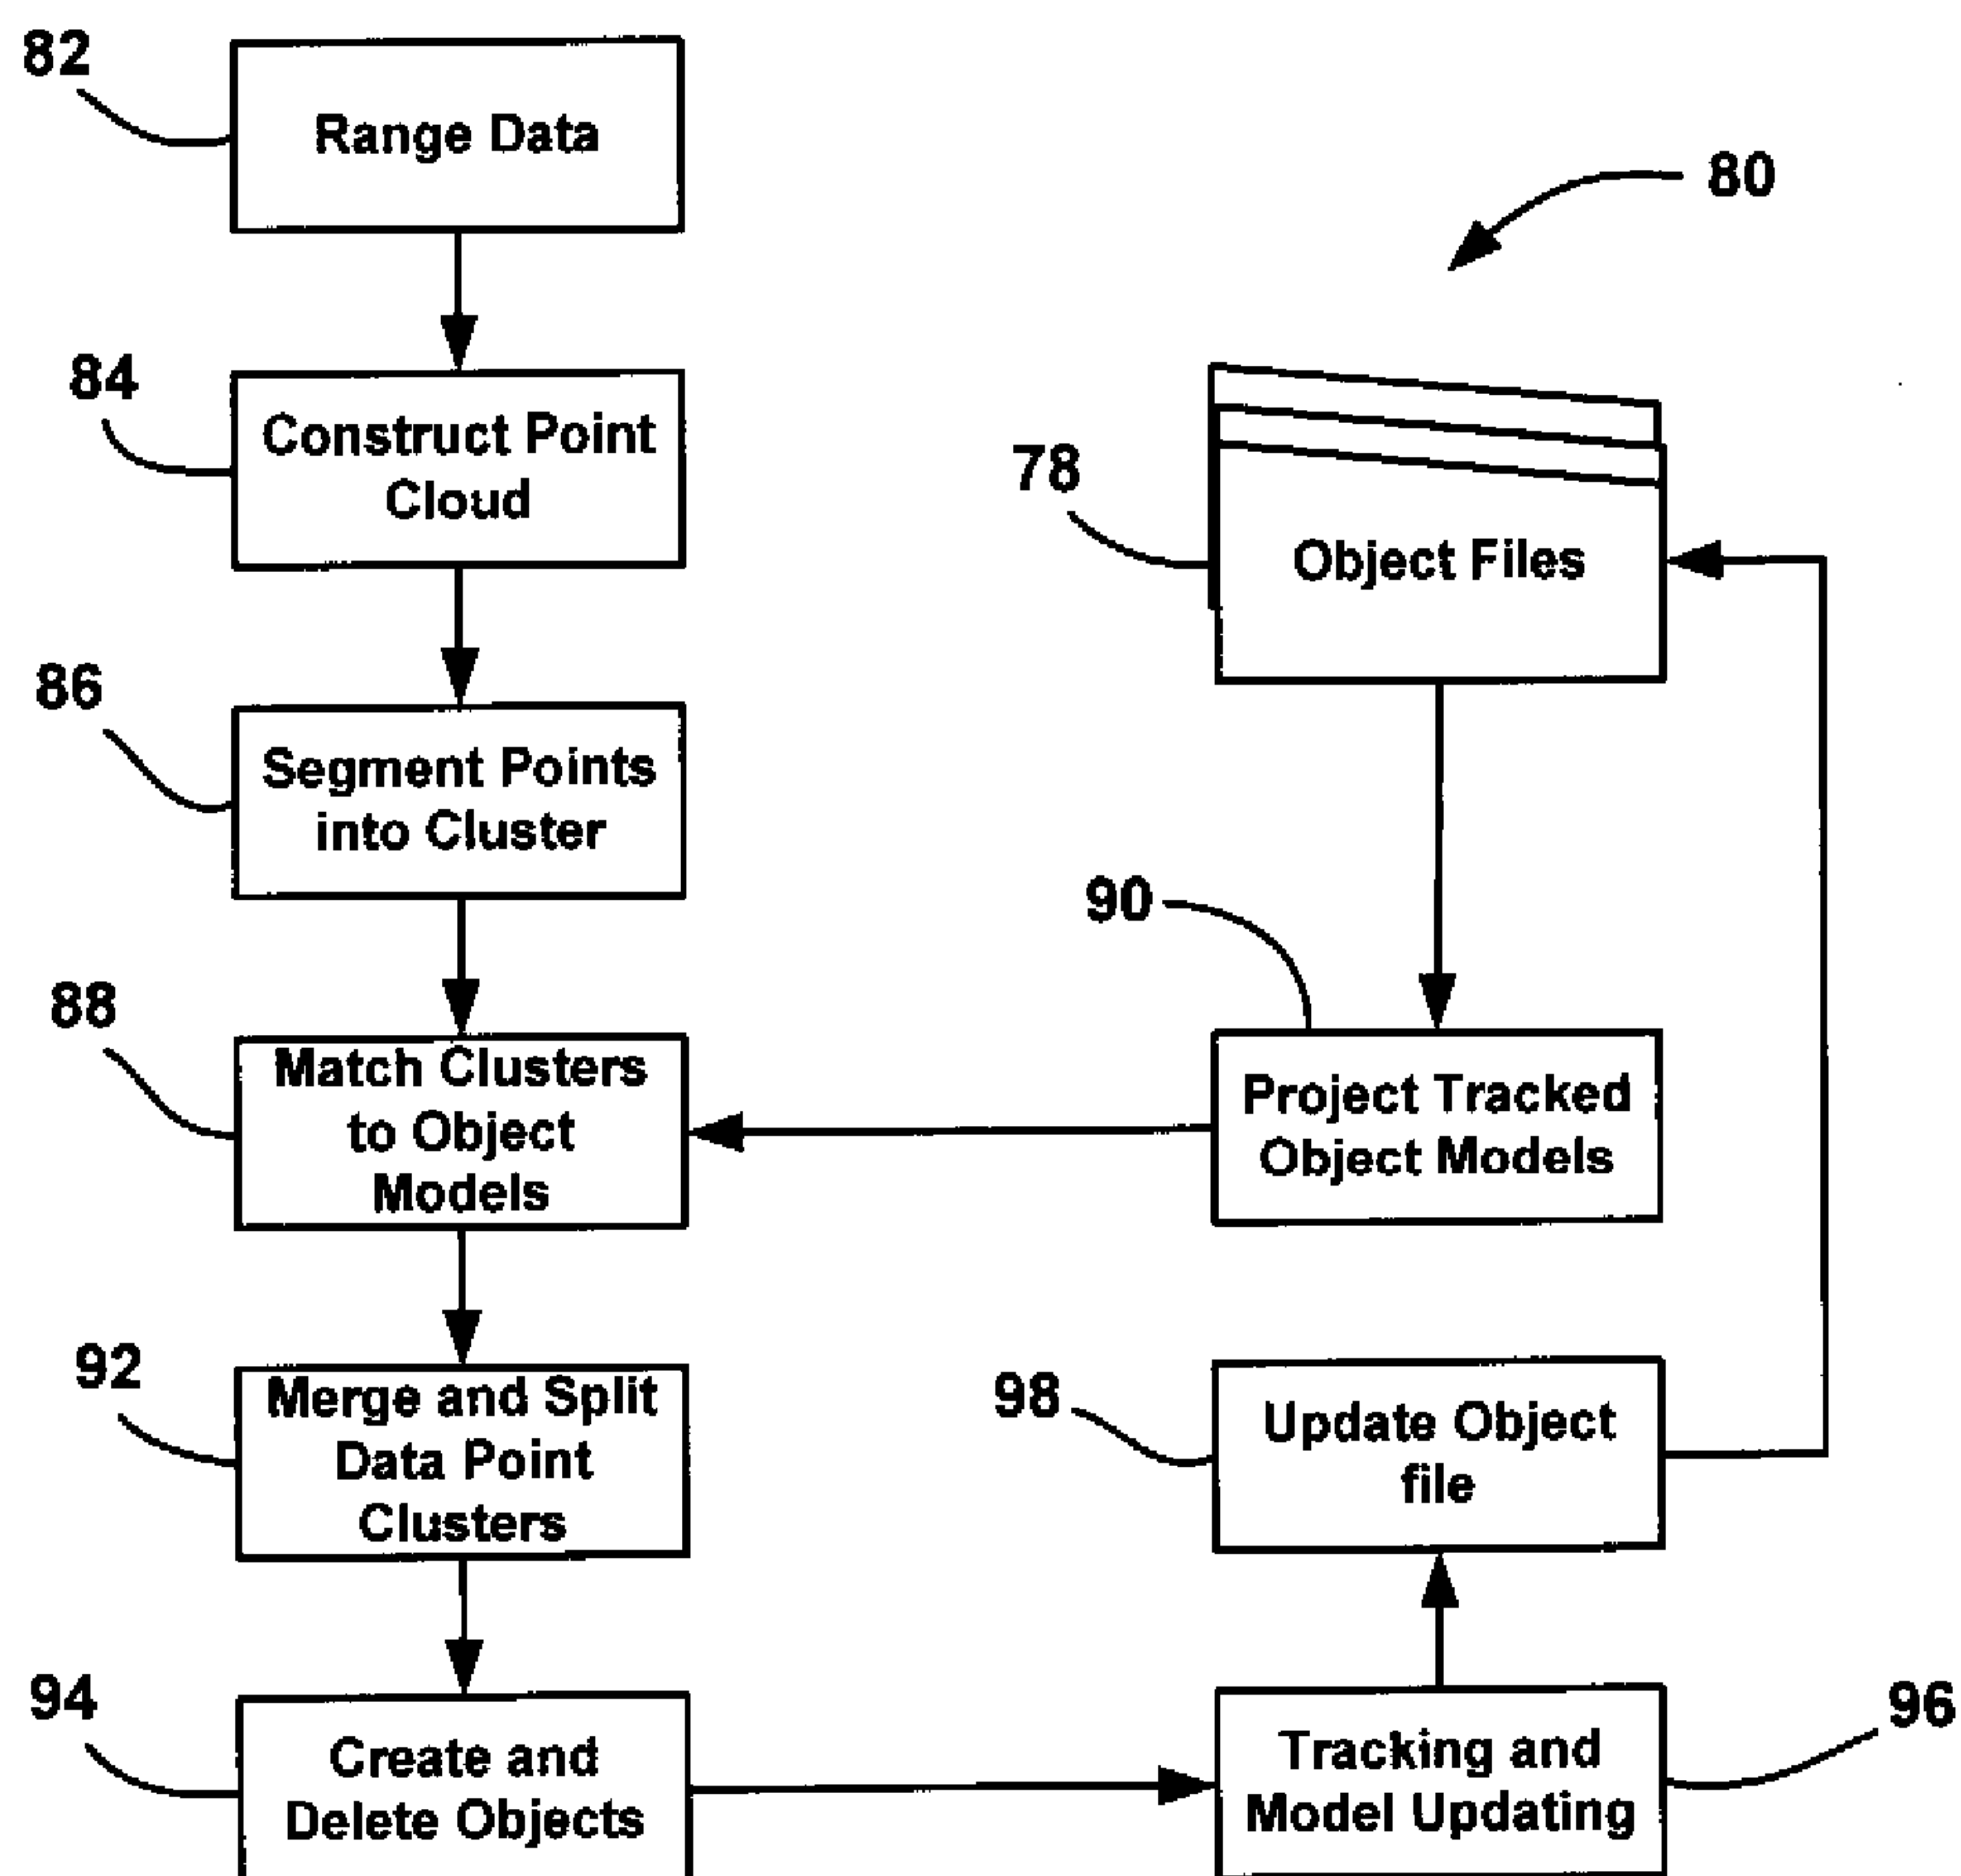 82
Range Data
80
84
Construct Point
Cloud
78
Object Files
86
Segment Points
into Cluster
90
88
Match Clusters
to Object
Models
Project Tracked
Object Models
92
Merge and Split
Data Point
Clusters
98
Update Object
file
94
Create and
Delete Objects
Tracking and
Model Updating
96